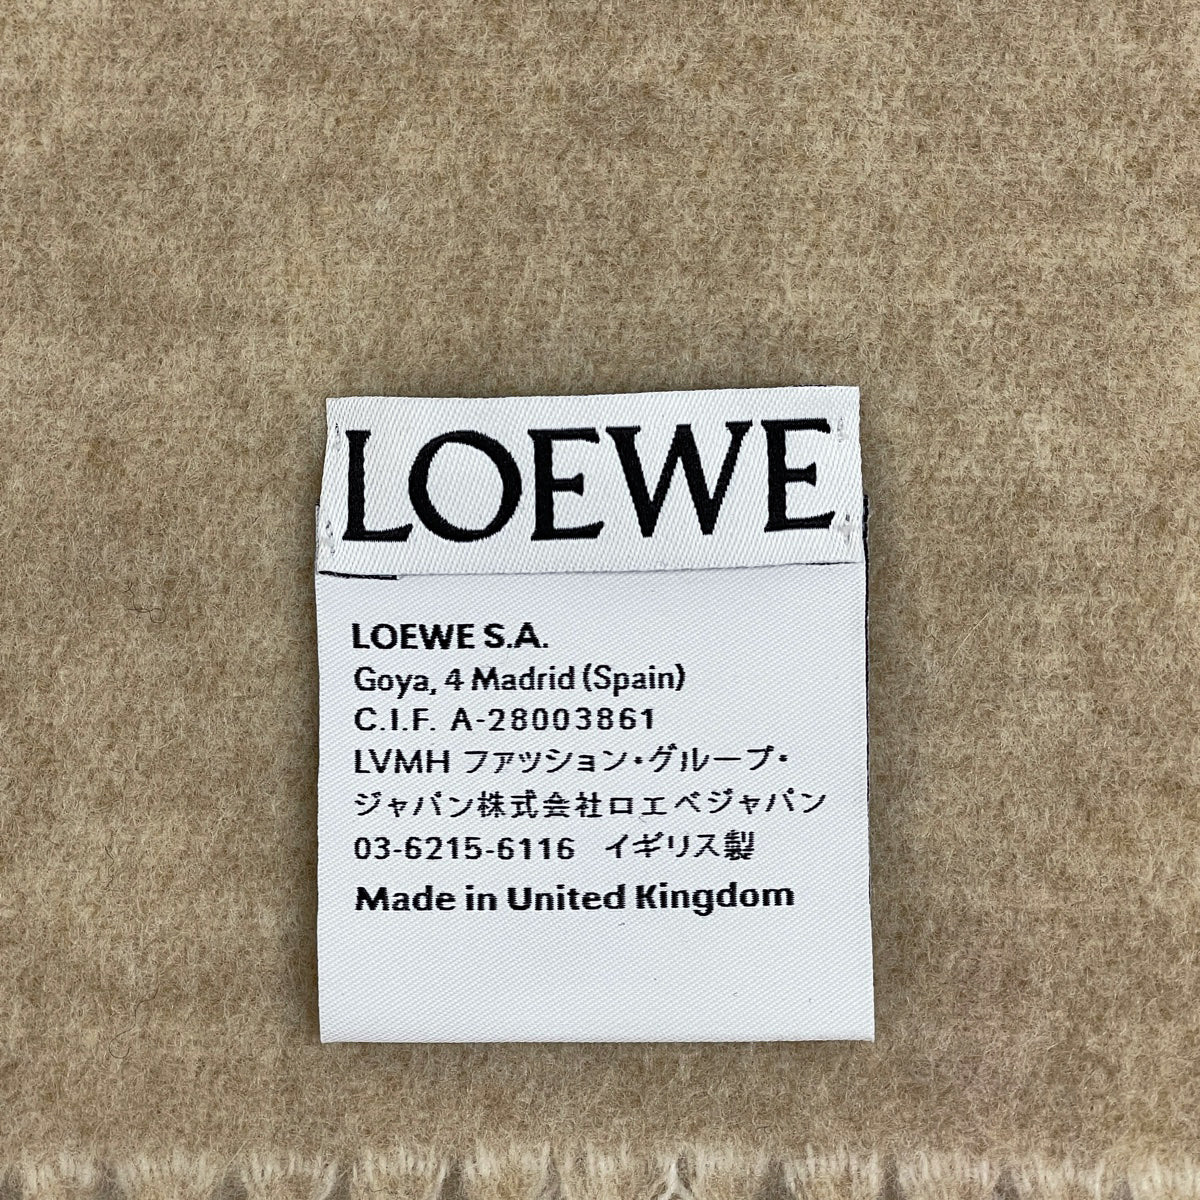 LOEWE
LOEWE S.A.
Goya, 4 Madrid (Spain)
C.I.F. A-28003861
LVMH ファッション・グループ・
ジャパン株式会社ロエベジャパン
03-6215-6116 イギリス製
Made in United Kingdom